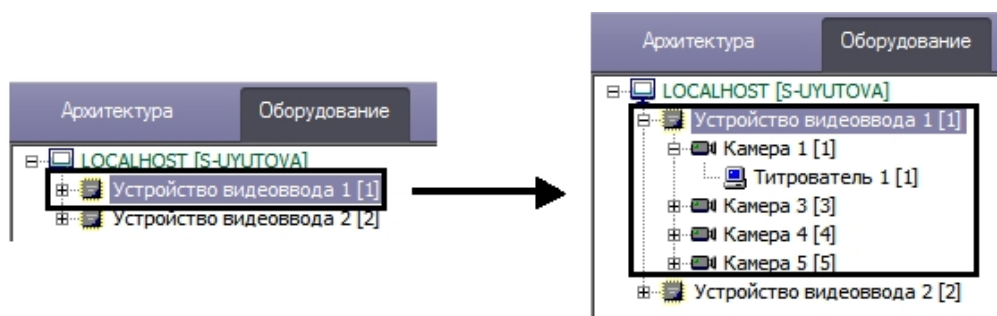 Архитектура Оборудование
LOCALHOST [S-UYUTOVA]
Устройство видеоввода 1 [1]
Устройство видеоввода 2 [2]
Архитектура Оборудование
LOCALHOST [S-UYUTOVA]
Устройство видеоввода 1 [1]
Камера 1 [1]
Титрователь 1 [1]
Камера 3 [3]
Камера 4 [4]
Камера 5 [5]
Устройство видеоввода 2 [2]